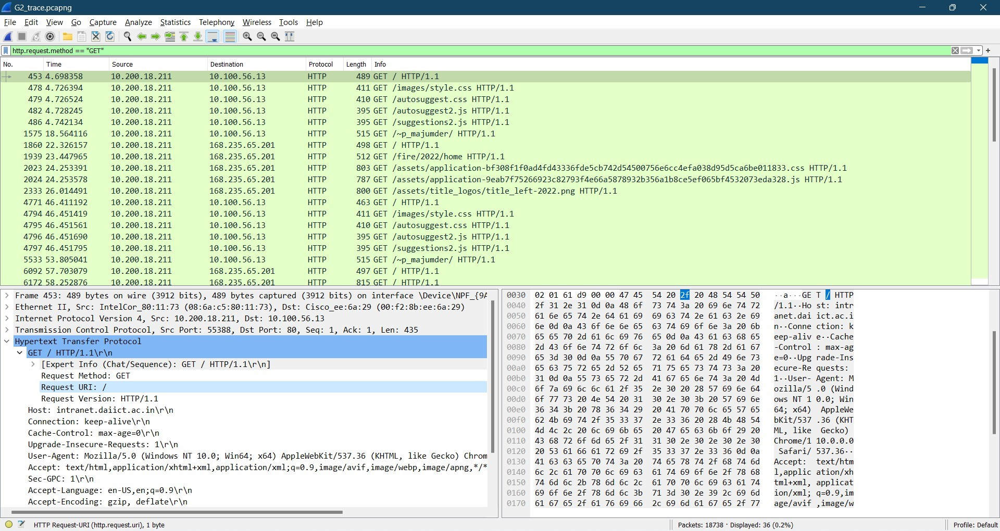 G2_trace.pcapng
File Edit View Go Capture Analyze Statistics Telephony Wireless Tools Help
http.request.method == "GET"
No. Time Source Destination Protocol Length Info
453 4.698358 10.200.18.211 10.100.56.13 HTTP 489 GET / HTTP/1.1
478 4.726394 10.200.18.211 10.100.56.13 HTTP 411 GET /images/style.css HTTP/1.1
479 4.726524 10.200.18.211 10.100.56.13 HTTP 410 GET /autosuggest.css HTTP/1.1
482 4.728245 10.200.18.211 10.100.56.13 HTTP 395 GET /autosuggest2.js HTTP/1.1
486 4.742134 10.200.18.211 10.100.56.13 HTTP 395 GET /suggestions2.js HTTP/1.1
1575 18.564116 10.200.18.211 10.100.56.13 HTTP 515 GET /~p_majumder/ HTTP/1.1
1860 22.326157 10.200.18.211 168.235.65.201 HTTP 498 GET / HTTP/1.1
1939 23.447965 10.200.18.211 168.235.65.201 HTTP 512 GET /fire/2022/home HTTP/1.1
2023 24.253391 10.200.18.211 168.235.65.201 HTTP 803 GET /assets/application-bf308f1f0ad4fd43336fde5cb742d54500756e6cc4efa038d95d5ca6be011833.css HTTP/1.1
2024 24.253578 10.200.18.211 168.235.65.201 HTTP 787 GET /assets/application-9eab7f75266923c82793f4e66a5878932b356a1b8ce5ef065bf4532073eda328.js HTTP/1.1
2333 26.014491 10.200.18.211 168.235.65.201 HTTP 800 GET /assets/title_logos/title_left-2022.png HTTP/1.1
4771 46.411192 10.200.18.211 10.100.56.13 HTTP 463 GET / HTTP/1.1
4794 46.451419 10.200.18.211 10.100.56.13 HTTP 411 GET /images/style.css HTTP/1.1
4795 46.451561 10.200.18.211 10.100.56.13 HTTP 410 GET /autosuggest.css HTTP/1.1
4796 46.451690 10.200.18.211 10.100.56.13 HTTP 395 GET /autosuggest2.js HTTP/1.1
4797 46.451795 10.200.18.211 10.100.56.13 HTTP 395 GET /suggestions2.js HTTP/1.1
5533 53.805041 10.200.18.211 10.100.56.13 HTTP 515 GET /~p_majumder/ HTTP/1.1
6092 57.703079 10.200.18.211 168.235.65.201 HTTP 497 GET / HTTP/1.1
6172 58.252876 10.200.18.211 168.235.65.201 HTTP 815 GET / HTTP/1.1
Frame 453: 489 bytes on wire (3912 bits), 489 bytes captured (3912 bits) on interface \Device\NPF_{9A
Ethernet II, Src: IntelCor_80:11:73 (08:6a:c5:80:11:73), Dst: Cisco_ee:6a:29 (00:f2:8b:ee:6a:29)
Internet Protocol Version 4, Src: 10.200.18.211, Dst: 10.100.56.13
Transmission Control Protocol, Src Port: 55388, Dst Port: 80, Seq: 1, Ack: 1, Len: 435
Hypertext Transfer Protocol
GET / HTTP/1.1\r\n
[Expert Info (Chat/Sequence): GET / HTTP/1.1\r\n]
Request Method: GET
Request URI: /
Request Version: HTTP/1.1
Host: intranet.daiict.ac.in\r\n
Connection: keep-alive\r\n
Cache-Control: max-age=0\r\n
Upgrade-Insecure-Requests: 1\r\n
User-Agent: Mozilla/5.0 (Windows NT 10.0; Win64; x64) AppleWebKit/537.36 (KHTML, like Gecko) Chrom
Accept: text/html,application/xhtml+xml,application/xml;q=0.9,image/avif,image/webp,image/apng,*/*
Sec-GPC: 1\r\n
Accept-Language: en-US,en;q=0.9\r\n
Accept-Encoding: gzip, deflate\r\n
0030 02 01 61 d9 00 00 47 45 54 20 2f 20 48 54 54 50 ··a···GE T / HTTP
0040 2f 31 2e 31 0d 0a 48 6f 73 74 3a 20 69 6e 74 72 /1.1··Ho st: intr
0050 61 6e 65 74 2e 64 61 69 69 63 74 2e 61 63 2e 69 anet.dai ict.ac.i
0060 6e 0d 0a 43 6f 6e 6e 65 63 74 69 6f 6e 3a 20 6b n··Conne ction: k
0070 65 65 70 2d 61 6c 69 76 65 0d 0a 43 61 63 68 65 eep-aliv e··Cache
0080 2d 43 6f 6e 74 72 6f 6c 3a 20 6d 61 78 2d 61 67 -Control : max-ag
0090 65 3d 30 0d 0a 55 70 67 72 61 64 65 2d 49 6e 73 e=0··Upg rade-Ins
00a0 65 63 75 72 65 2d 52 65 71 75 65 73 74 73 3a 20 ecure-Re quests:
00b0 31 0d 0a 55 73 65 72 2d 41 67 65 6e 74 3a 20 4d 1··User- Agent: M
00c0 6f 7a 69 6c 6c 61 2f 35 2e 30 20 28 57 69 6e 64 ozilla/5 .0 (Wind
00d0 6f 77 73 20 4e 54 20 31 30 2e 30 3b 20 57 69 6e ows NT 1 0.0; Win
00e0 36 34 3b 20 78 36 34 29 20 41 70 70 6c 65 57 65 64; x64)  AppleWe
00f0 62 4b 69 74 2f 35 33 37 2e 33 36 20 28 4b 48 54 bKit/537 .36 (KHT
0100 4d 4c 2c 20 6c 69 6b 65 20 47 65 63 6b 6f 29 20 ML, like  Gecko)
0110 43 68 72 6f 6d 65 2f 31 31 30 2e 30 2e 30 2e 30 Chrome/1 10.0.0.0
0120 20 53 61 66 61 72 69 2f 35 33 37 2e 33 36 0d 0a Safari/ 537.36··
0130 41 63 63 65 70 74 3a 20 74 65 78 74 2f 68 74 6d Accept:  text/htm
0140 6c 2c 61 70 70 6c 69 63 61 74 69 6f 6e 2f 78 68 l,applic ation/xh
0150 74 6d 6c 2b 78 6d 6c 2c 61 70 70 6c 69 63 61 74 tml+xml, applicat
0160 69 6f 6e 2f 78 6d 6c 3b 71 3d 30 2e 39 2c 69 6d ion/xml; q=0.9,im
0170 61 67 65 2f 61 76 69 66 2c 69 6d 61 67 65 2f 77 age/avif ,image/w
HTTP Request-URI (http.request.uri), 1 byte
Packets: 18738 · Displayed: 36 (0.2%)
Profile: Default